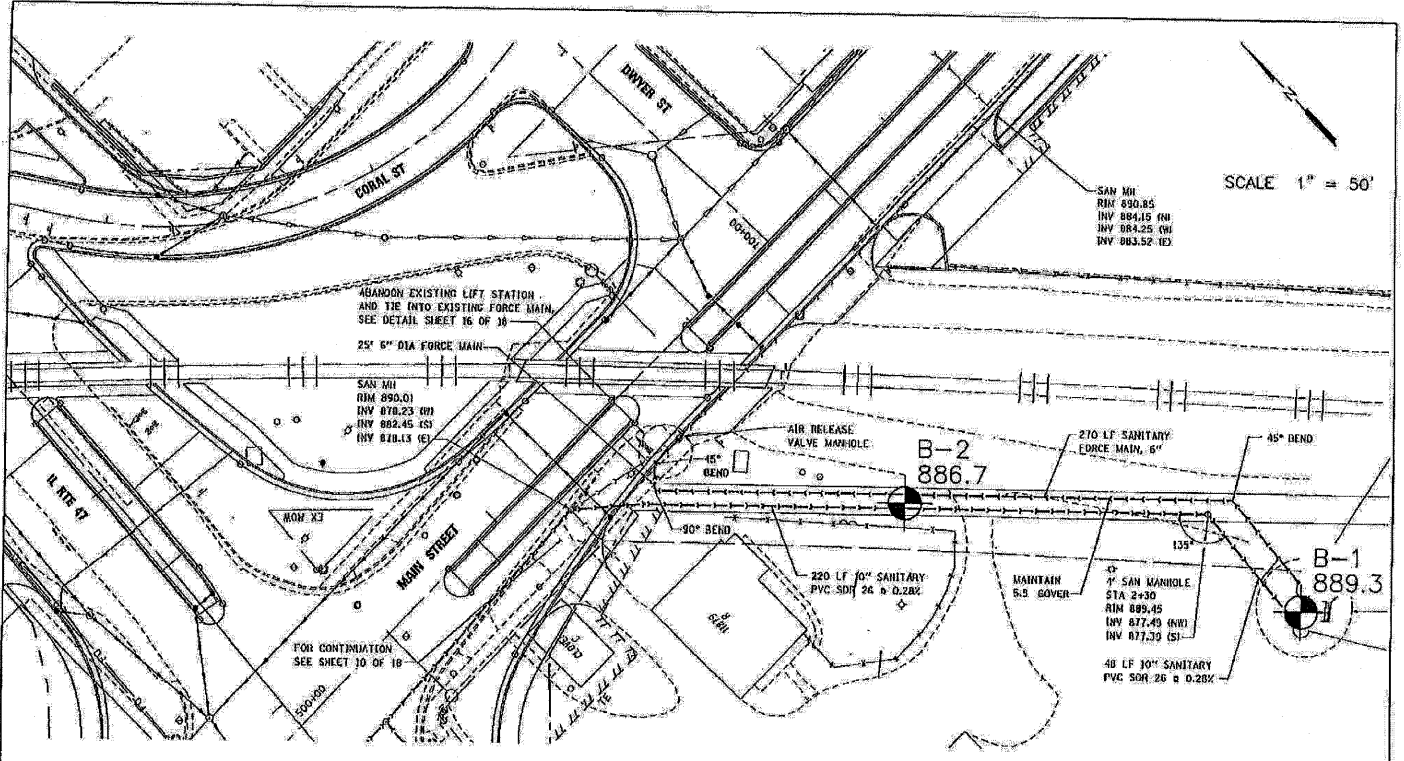 DWYER ST
CORAL ST
N
SCALE 1" = 50'
SAN MH
RIM 890.85
INV 884.15 (N)
INV 884.25 (W)
INV 883.52 (E)
100+00
ABANDON EXISTING LIFT STATION
AND TIE INTO EXISTING FORCE MAIN,
SEE DETAIL SHEET 16 OF 18
25' 6" DIA FORCE MAIN
SAN MH
RIM 890.01
INV 878.23 (W)
INV 882.45 (S)
INV 878.13 (E)
AIR RELEASE
VALVE MANHOLE
45°
BEND
B-2
886.7
270 LF SANITARY
FORCE MAIN, 6"
45° BEND
IL RTE 47
EX ROW
MAIN STREET
90° BEND
220 LF 10" SANITARY
PVC SDR 26 @ 0.28%
MAINTAIN
5.5 COVER
135°
4' SAN MANHOLE
STA 2+30
RIM 889.45
INV 877.49 (NW)
INV 877.39 (S)
B-1
889.3
48 LF 10" SANITARY
PVC SDR 26 @ 0.28%
FOR CONTINUATION
SEE SHEET 10 OF 18
500+00